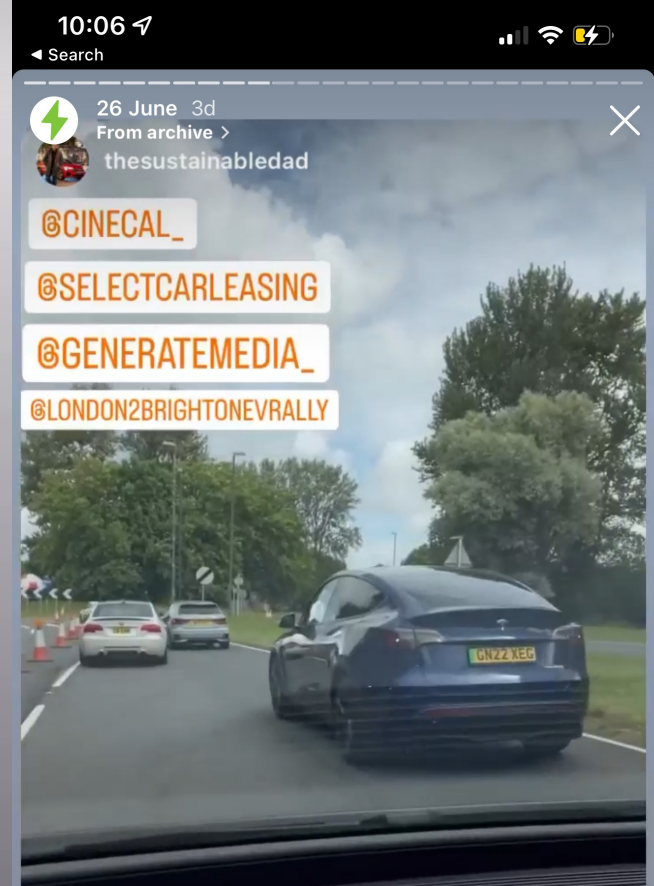 10:06
◀ Search
26 June 3d
From archive >
thesustainabledad
@CINECAL_
@SELECTCARLEASING
@GENERATEMEDIA_
@LONDON2BRIGHTONEVRALLY
GN22 XEG